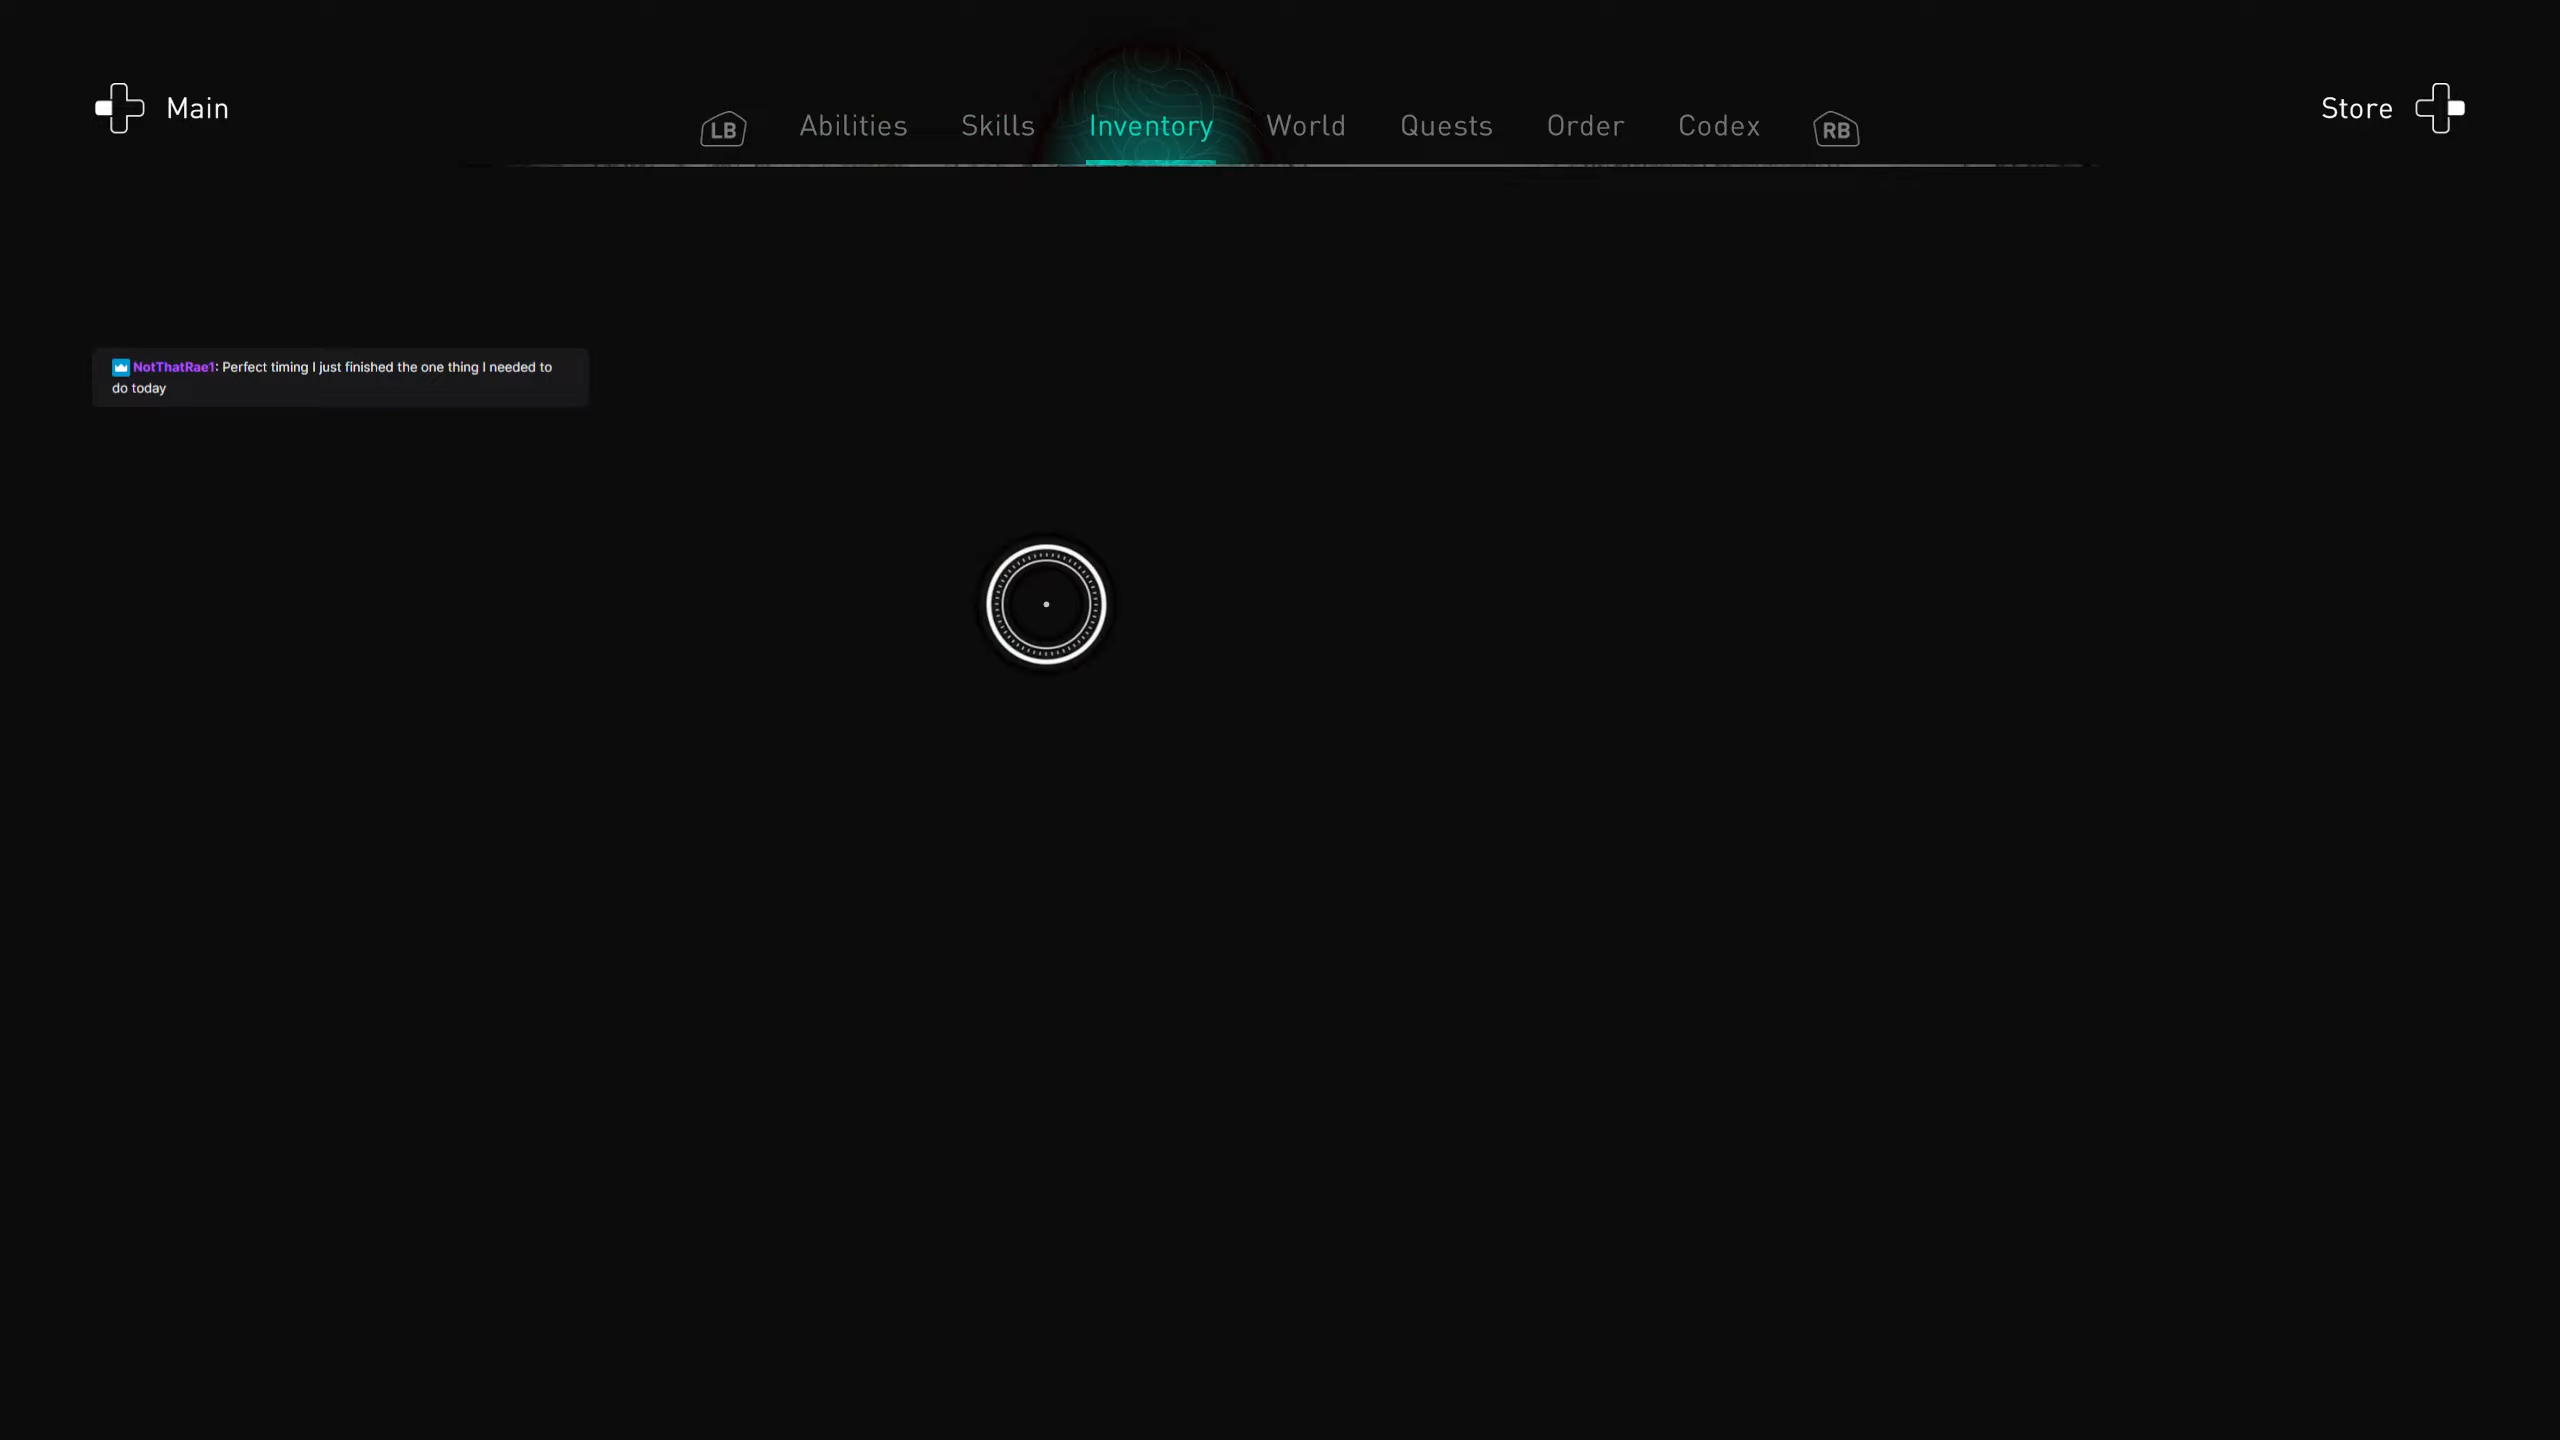 Main
LB Abilities Skills Inventory World Quests Order Codex RB
Store
NotThatRae1: Perfect timing I just finished the one thing I needed to
do today